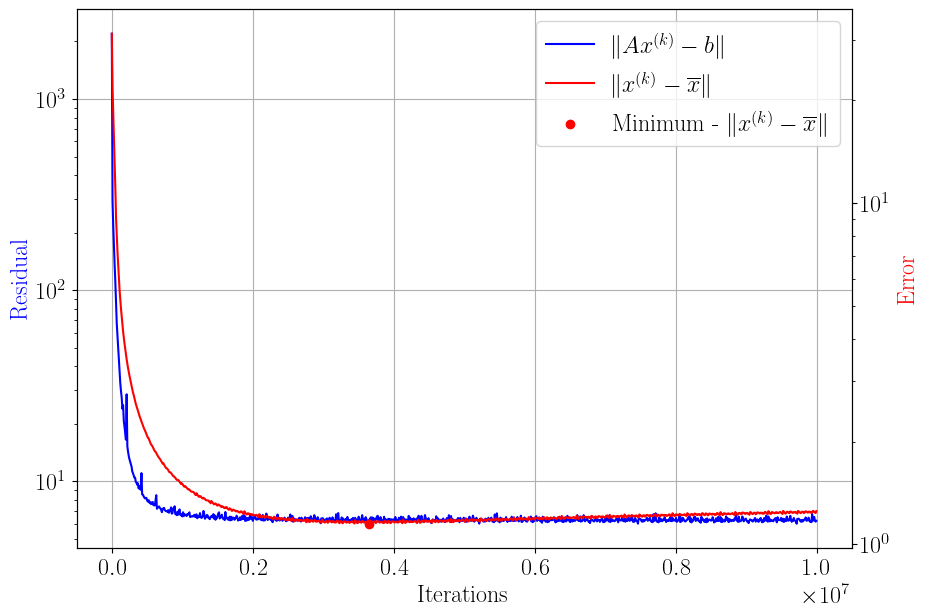 ‖Ax^{(k)} − b‖
‖x^{(k)} − x̅‖
Minimum - ‖x^{(k)} − x̅‖
Residual
10^3
10^2
10^1
Error
10^1
10^0
0.0 0.2 0.4 0.6 0.8 1.0
Iterations
×10^7